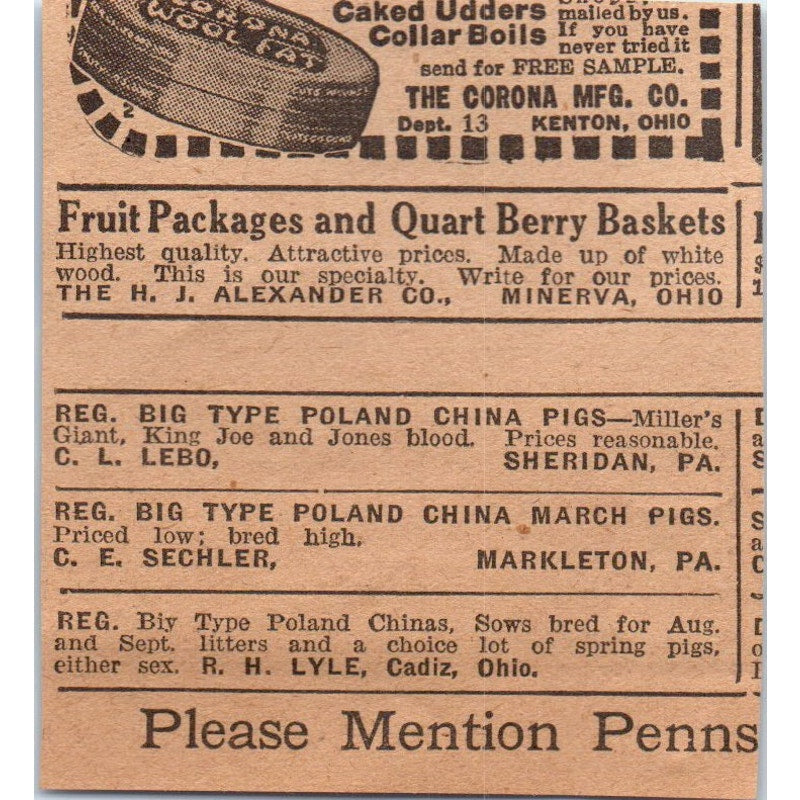 CORONA
WOOL FAT
2
Caked Udders
Collar Boils
mailed by us.
If you have
never tried it
send for FREE SAMPLE.
THE CORONA MFG. CO.
Dept. 13 KENTON, OHIO
Fruit Packages and Quart Berry Baskets
Highest quality. Attractive prices. Made up of white
wood. This is our specialty. Write for our prices.
THE H. J. ALEXANDER CO., MINERVA, OHIO
REG. BIG TYPE POLAND CHINA PIGS—Miller's
Giant, King Joe and Jones blood. Prices reasonable.
C. L. LEBO, SHERIDAN, PA.
REG. BIG TYPE POLAND CHINA MARCH PIGS.
Priced low; bred high.
C. E. SECHLER, MARKLETON, PA.
REG. Biy Type Poland Chinas, Sows bred for Aug.
and Sept. litters and a choice lot of spring pigs,
either sex. R. H. LYLE, Cadiz, Ohio.
Please Mention Penns